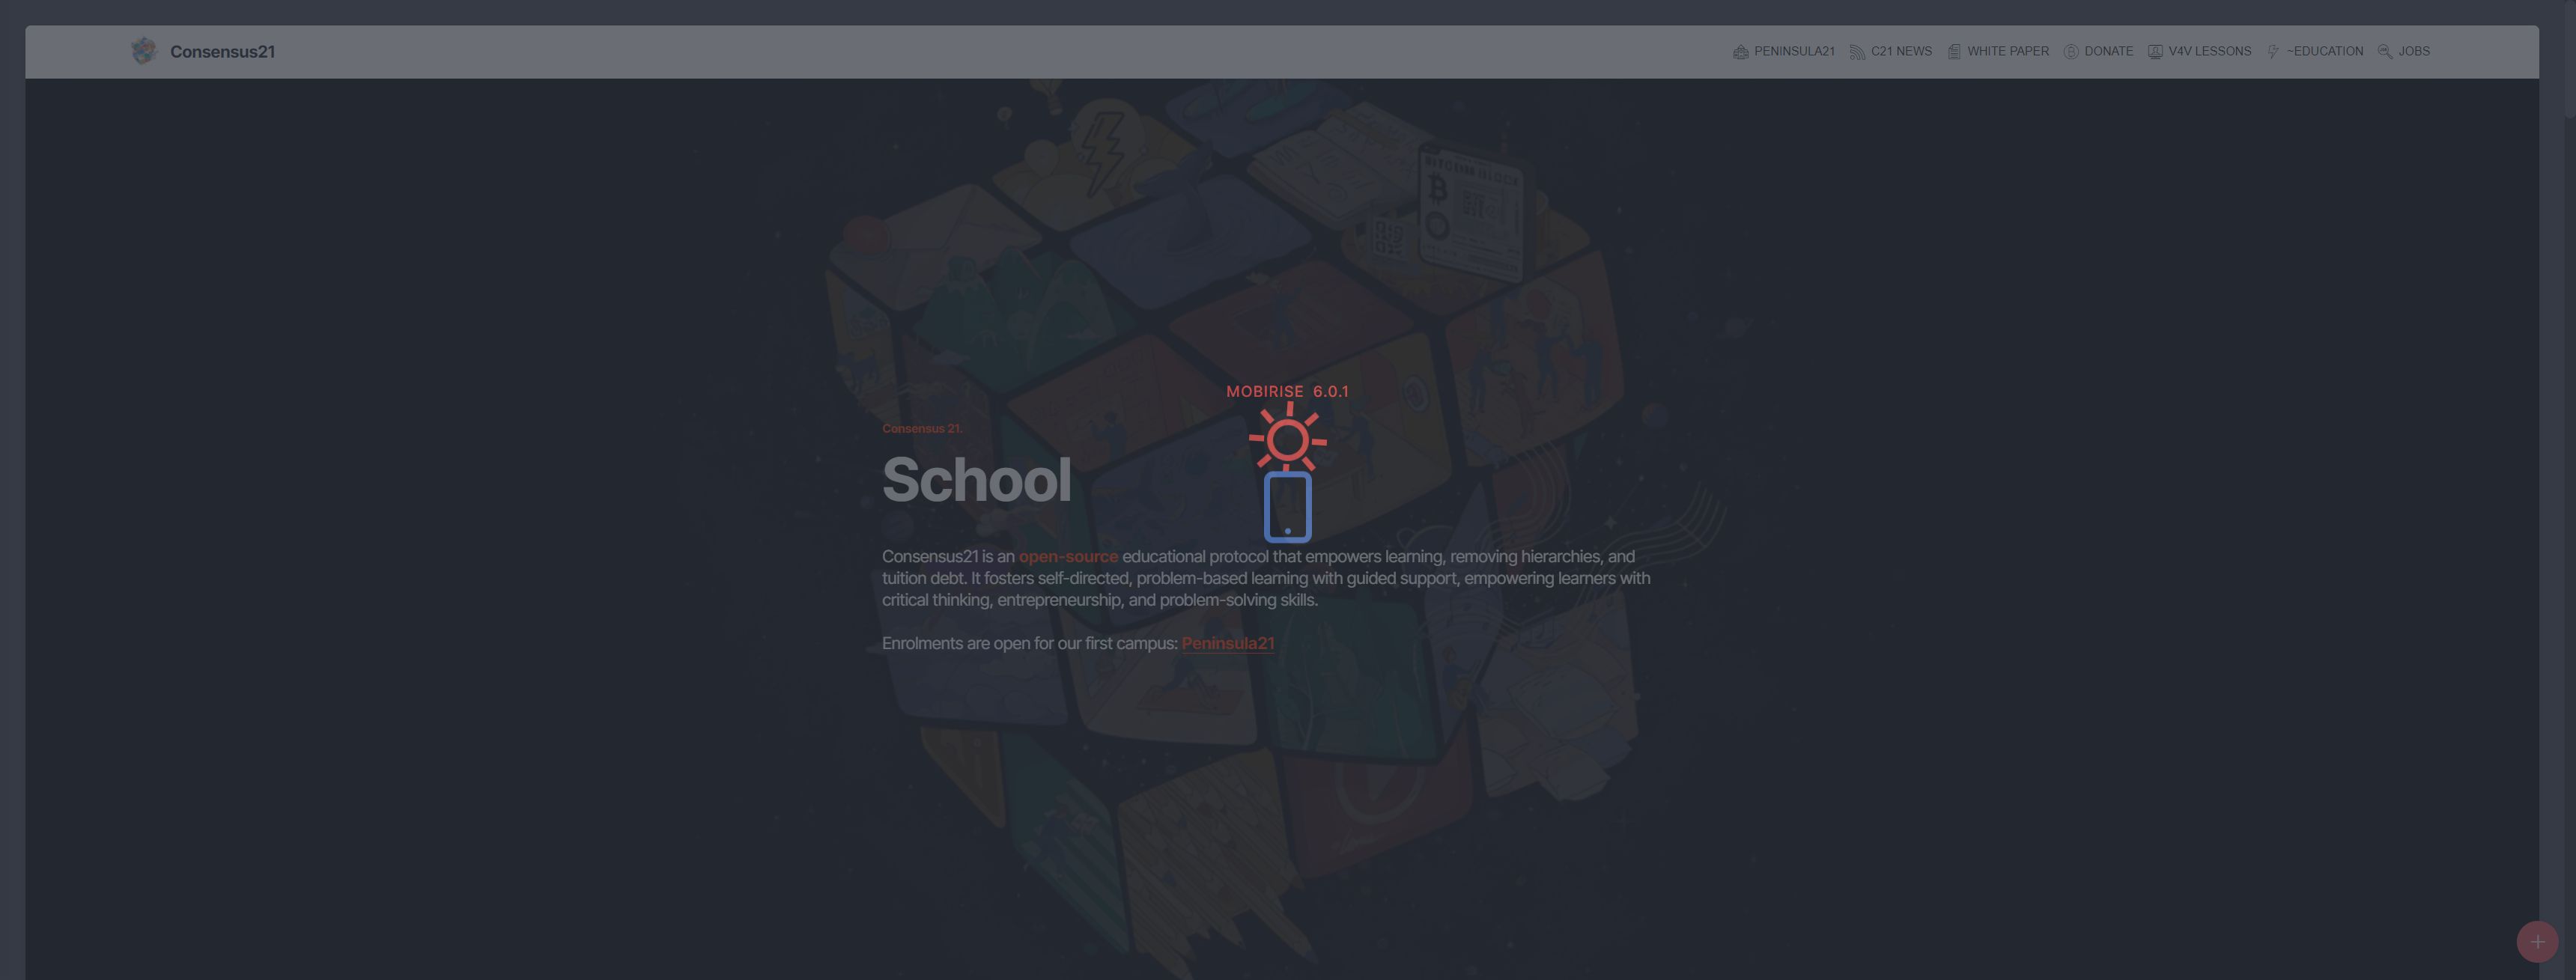 Consensus21
PENINSULA21
C21 NEWS
WHITE PAPER
DONATE
V4V LESSONS
~EDUCATION
JOBS
BITCOIN BLOCK
MOBIRISE 6.0.1
Consensus 21.
School
Consensus21 is an open-source educational protocol that empowers learning, removing hierarchies, and
tuition debt. It fosters self-directed, problem-based learning with guided support, empowering learners with
critical thinking, entrepreneurship, and problem-solving skills.
Enrolments are open for our first campus: Peninsula21